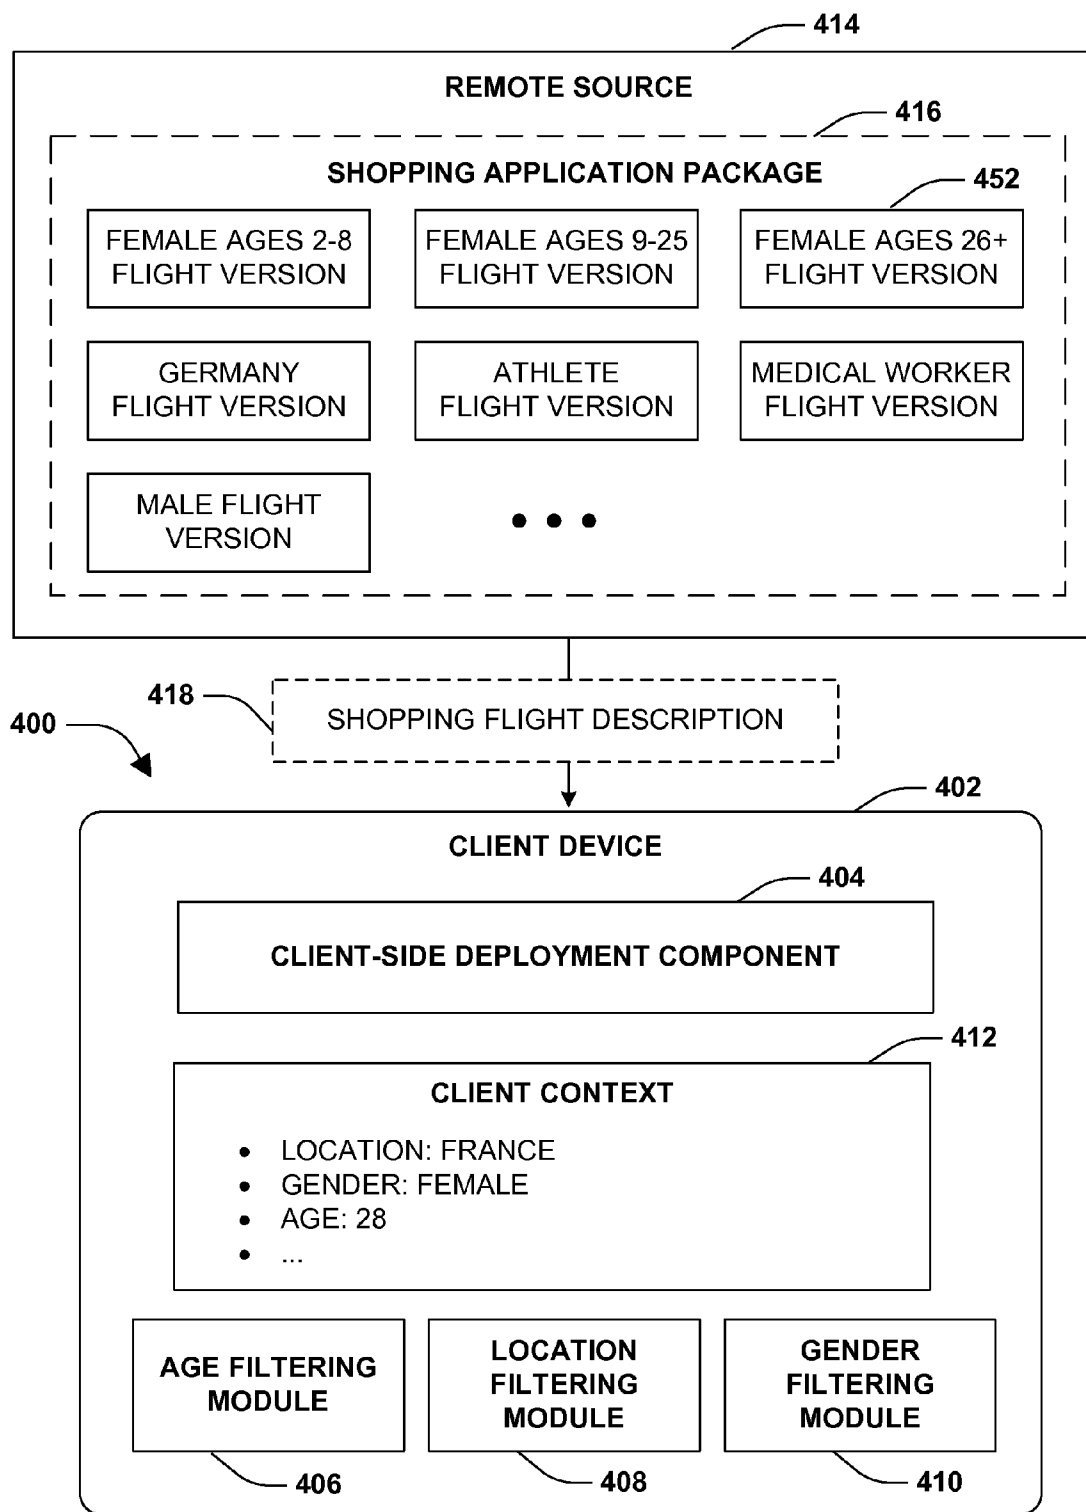 414
REMOTE SOURCE
416
SHOPPING APPLICATION PACKAGE
452
FEMALE AGES 2-8
FLIGHT VERSION
FEMALE AGES 9-25
FLIGHT VERSION
FEMALE AGES 26+
FLIGHT VERSION
GERMANY
FLIGHT VERSION
ATHLETE
FLIGHT VERSION
MEDICAL WORKER
FLIGHT VERSION
MALE FLIGHT
VERSION
• • •
418
SHOPPING FLIGHT DESCRIPTION
400
402
CLIENT DEVICE
404
CLIENT-SIDE DEPLOYMENT COMPONENT
412
CLIENT CONTEXT
• LOCATION: FRANCE
• GENDER: FEMALE
• AGE: 28
• ...
AGE FILTERING
MODULE
LOCATION
FILTERING
MODULE
GENDER
FILTERING
MODULE
406
408
410